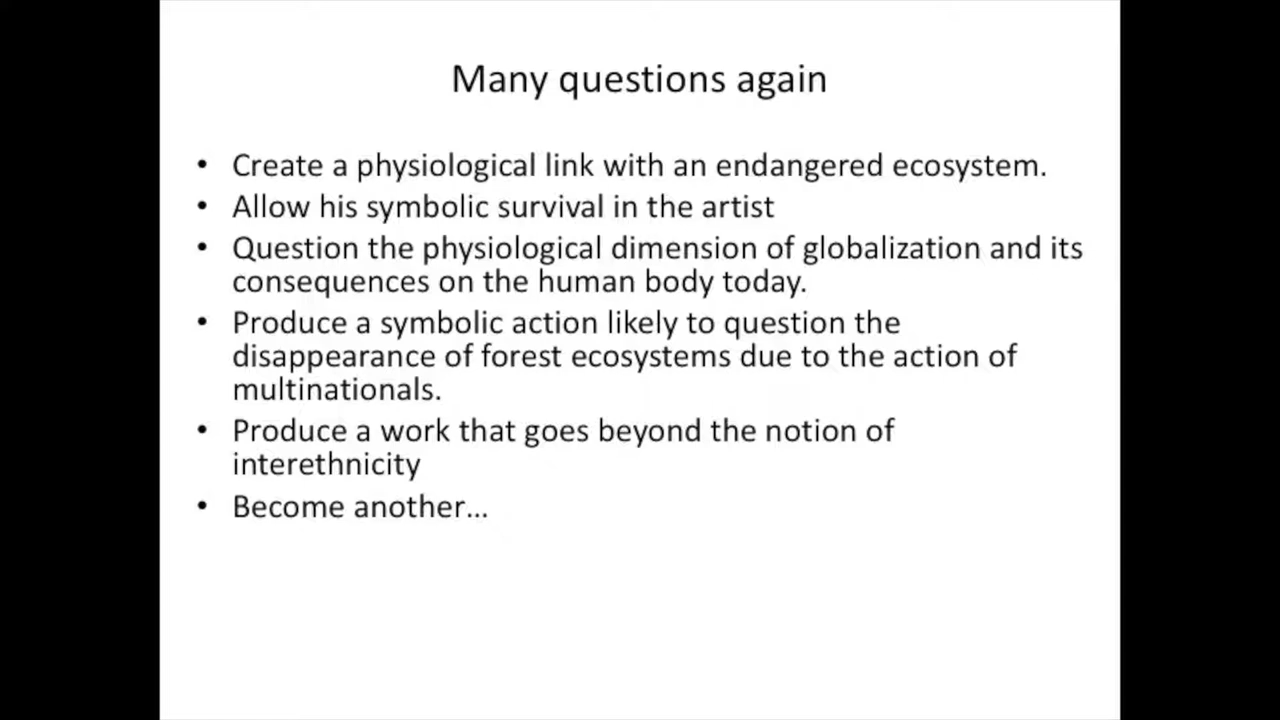 Many questions again
• Create a physiological link with an endangered ecosystem.
• Allow his symbolic survival in the artist
• Question the physiological dimension of globalization and its
consequences on the human body today.
• Produce a symbolic action likely to question the
disappearance of forest ecosystems due to the action of
multinationals.
• Produce a work that goes beyond the notion of
interethnicity
• Become another...